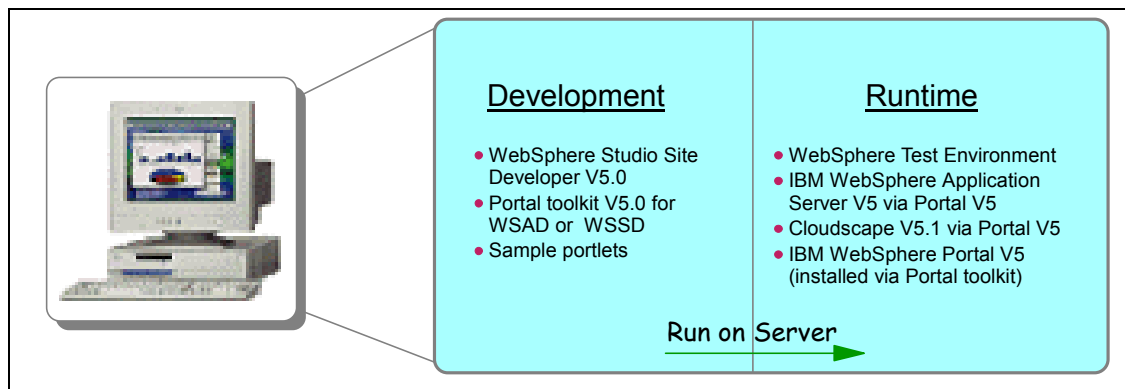 Development
• WebSphere Studio Site
Developer V5.0
• Portal toolkit V5.0 for
WSAD or WSSD
• Sample portlets
Runtime
• WebSphere Test Environment
• IBM WebSphere Application
Server V5 via Portal V5
• Cloudscape V5.1 via Portal V5
• IBM WebSphere Portal V5
(installed via Portal toolkit)
Run on Server